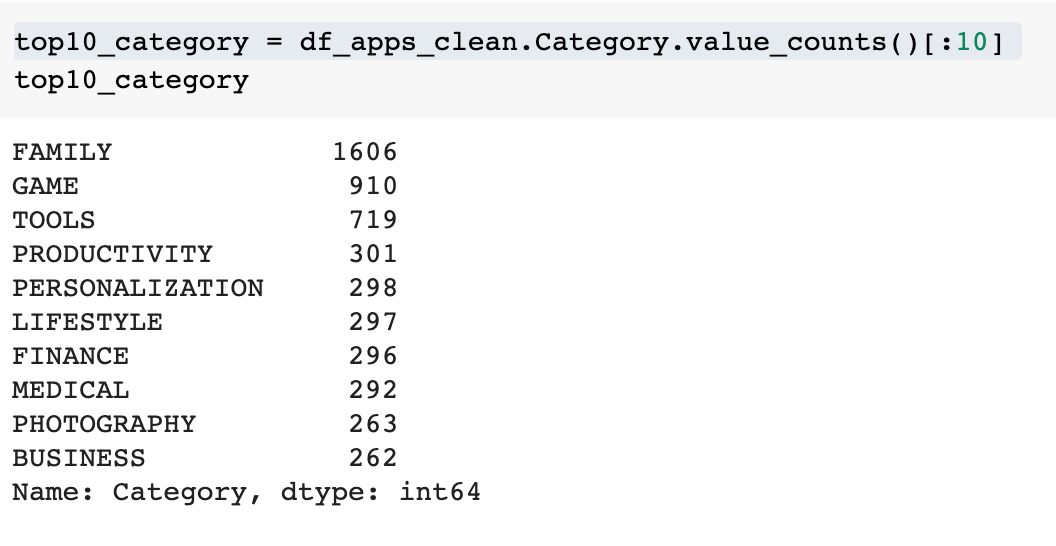 top10_category = df_apps_clean.Category.value_counts()[:10]
top10_category
FAMILY 1606
GAME 910
TOOLS 719
PRODUCTIVITY 301
PERSONALIZATION 298
LIFESTYLE 297
FINANCE 296
MEDICAL 292
PHOTOGRAPHY 263
BUSINESS 262
Name: Category, dtype: int64